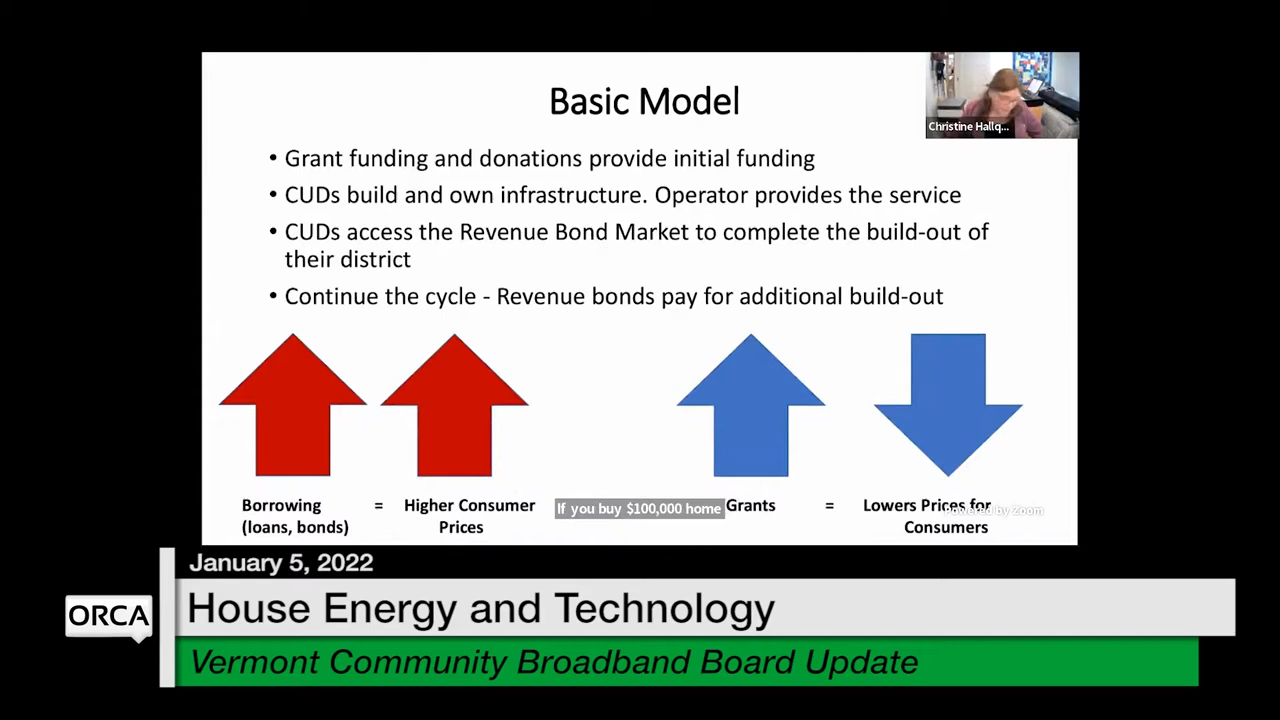 Basic Model
Christine Hallq...
• Grant funding and donations provide initial funding
• CUDs build and own infrastructure. Operator provides the service
• CUDs access the Revenue Bond Market to complete the build-out of
their district
• Continue the cycle - Revenue bonds pay for additional build-out
Borrowing = Higher Consumer
(loans, bonds) Prices
If you buy $100,000 home
Grants = Lowers Prices for
Consumers
Powered by Zoom
January 5, 2022
ORCA
House Energy and Technology
Vermont Community Broadband Board Update